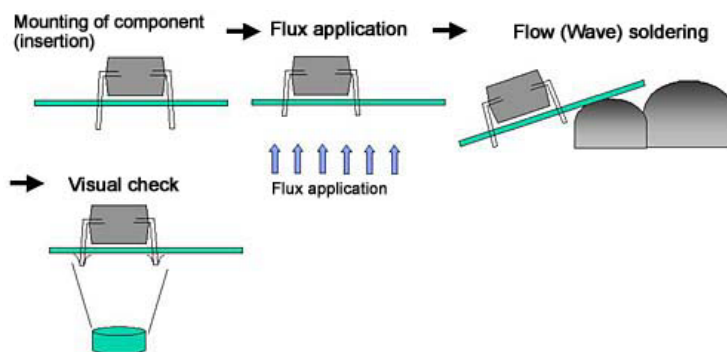 Mounting of component
(insertion)
Flux application
Flow (Wave) soldering
Flux application
Visual check